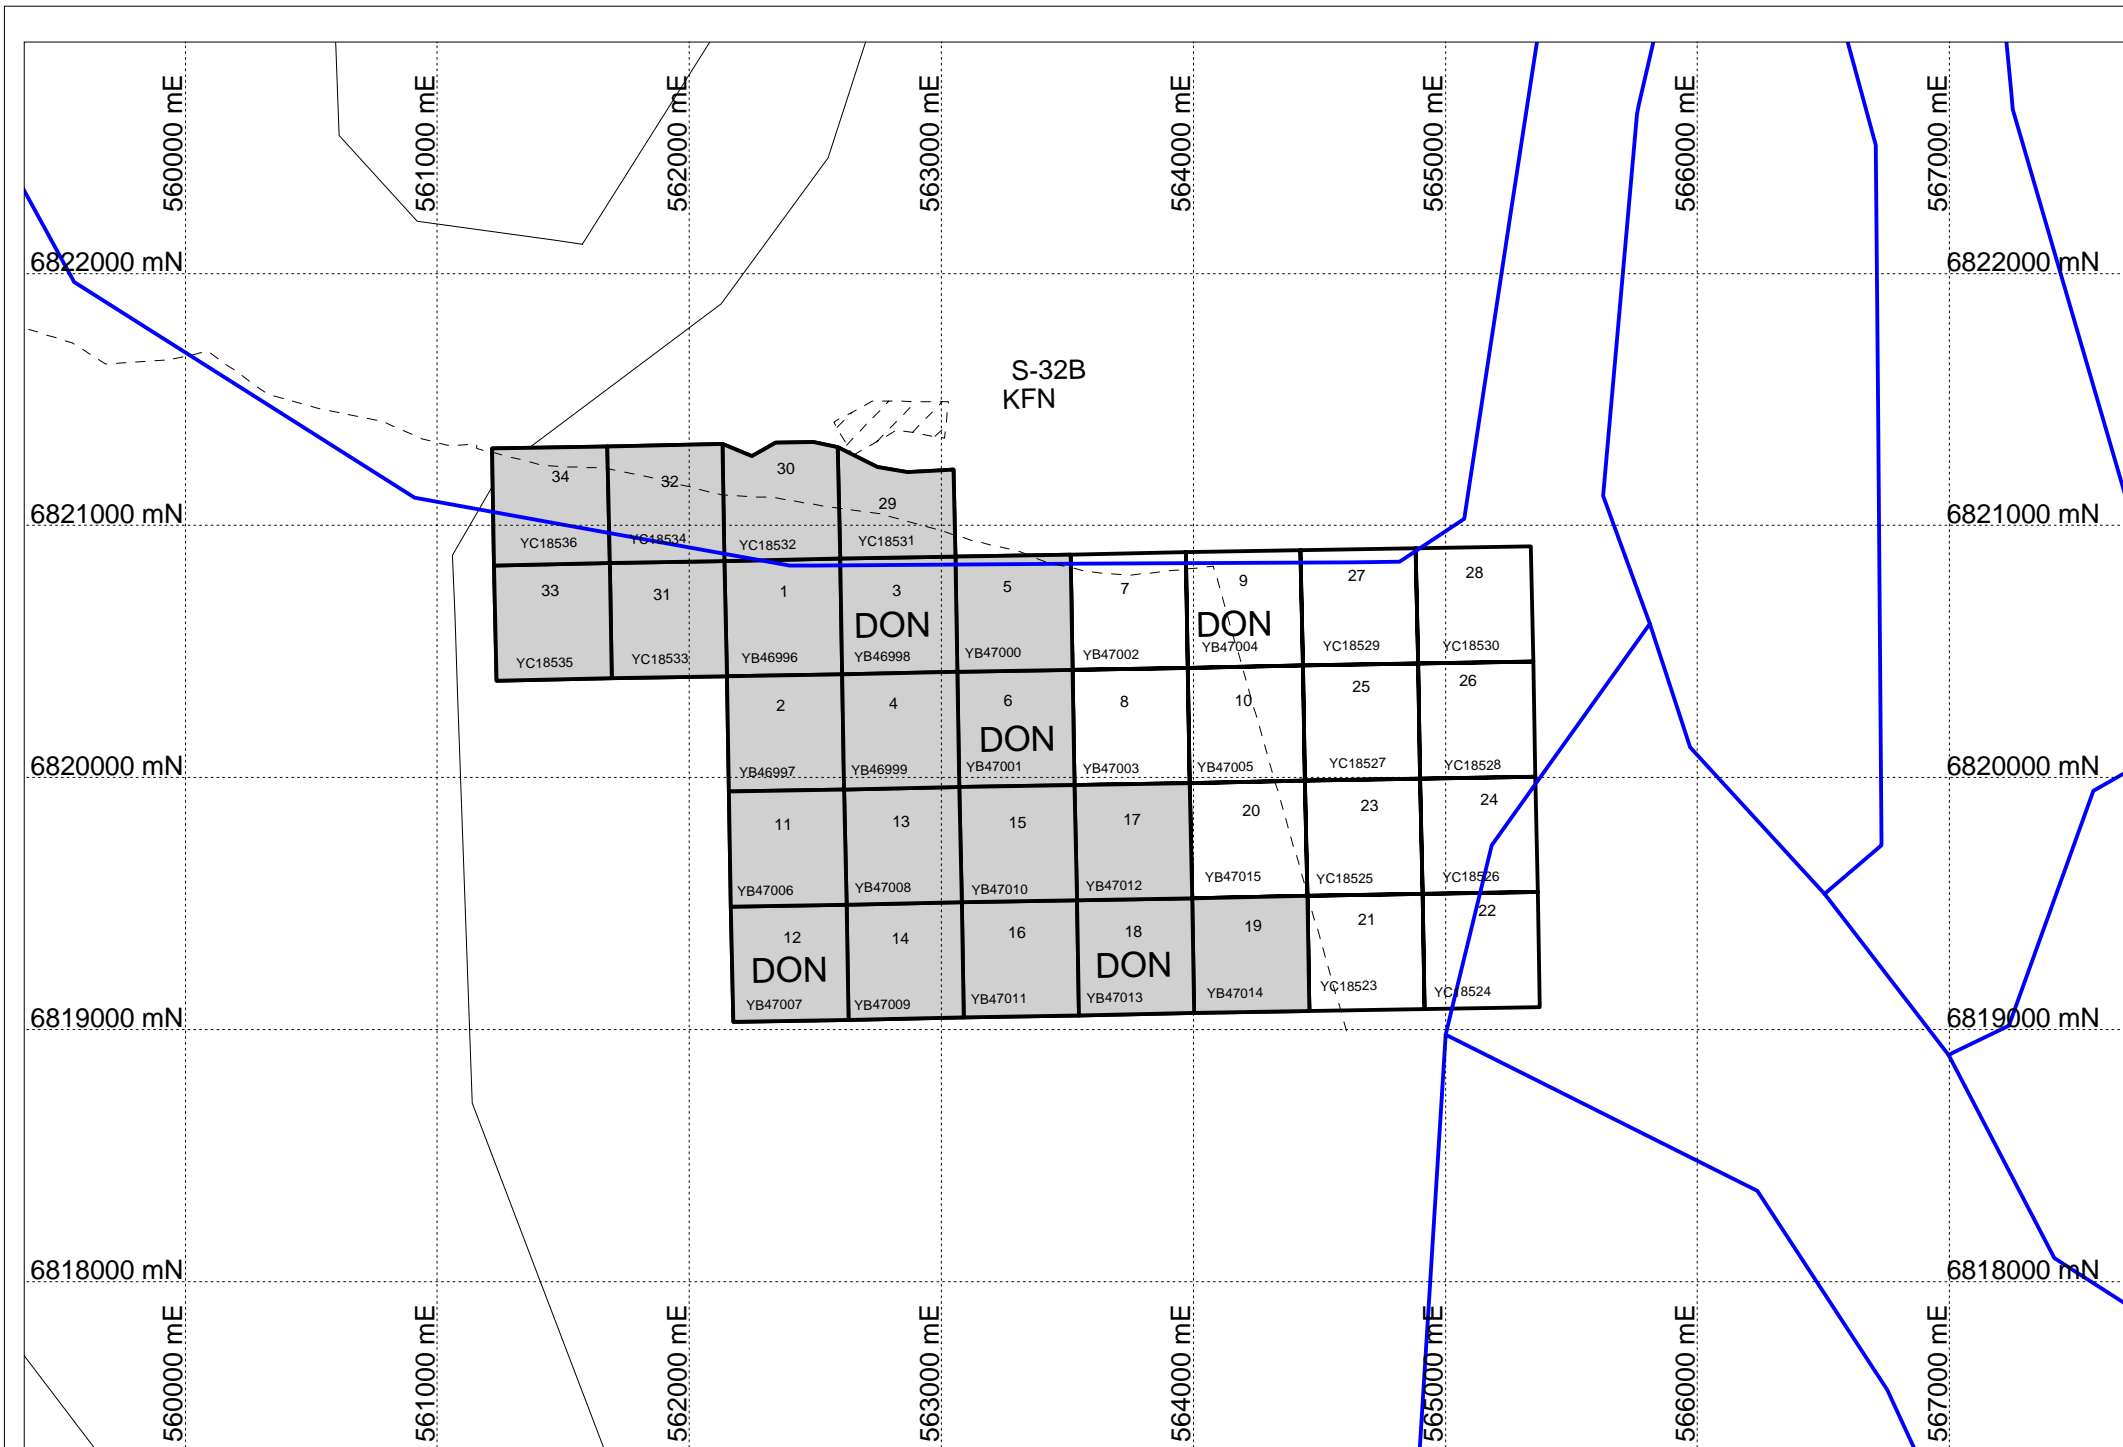 560000 mE
561000 mE
562000 mE
563000 mE
564000 mE
565000 mE
566000 mE
567000 mE
6822000 mN
6822000 mN
S-32B
KFN
34
32
30
29
6821000 mN
6821000 mN
YC18536
YC18534
YC18532
YC18531
33
31
1
3
5
7
9
27
28
DON
DON
YC18535
YC18533
YB46996
YB46998
YB47000
YB47002
YB47004
YC18529
YC18530
2
4
6
8
10
25
26
DON
6820000 mN
6820000 mN
YB46997
YB46999
YB47001
YB47003
YB47005
YC18527
YC18528
11
13
15
17
20
23
24
YB47006
YB47008
YB47010
YB47012
YB47015
YC18525
YC18526
12
14
16
18
19
21
22
DON
DON
YB47007
YB47009
YB47011
YB47013
YB47014
YC18523
YC18524
6819000 mN
6819000 mN
6818000 mN
6818000 mN
560000 mE
561000 mE
562000 mE
563000 mE
564000 mE
565000 mE
566000 mE
567000 mE